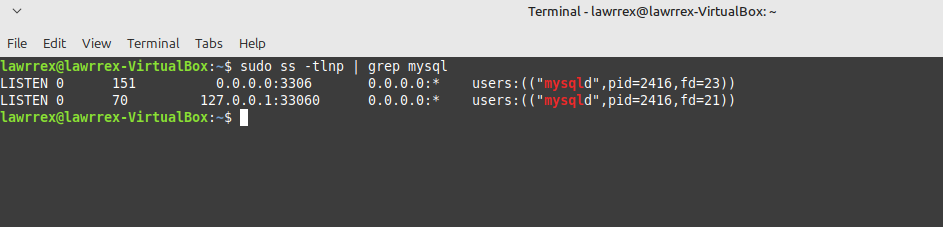 Terminal - lawrrex@lawrrex-VirtualBox: ~
File Edit View Terminal Tabs Help
lawrrex@lawrrex-VirtualBox:~$ sudo ss -tlnp | grep mysql
LISTEN 0      151          0.0.0.0:3306       0.0.0.0:*    users:(("mysqld",pid=2416,fd=23))
LISTEN 0      70         127.0.0.1:33060      0.0.0.0:*    users:(("mysqld",pid=2416,fd=21))
lawrrex@lawrrex-VirtualBox:~$